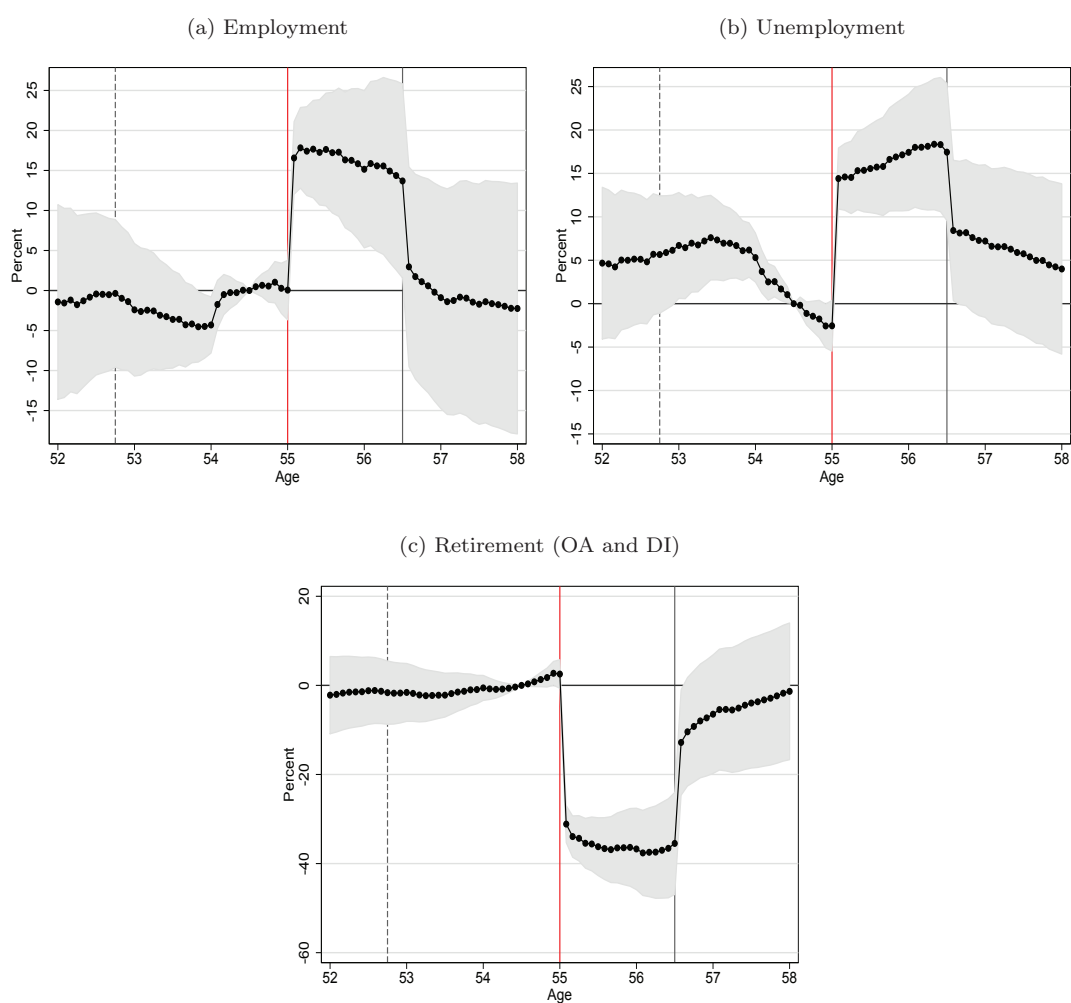 (a) Employment
(b) Unemployment
Percent
-15 -10 -5 0 5 10 15 20 25
52 53 54 55 56 57 58
Age
Percent
-15 -10 -5 0 5 10 15 20 25
52 53 54 55 56 57 58
Age
(c) Retirement (OA and DI)
Percent
-60 -40 -20 0 20
52 53 54 55 56 57 58
Age